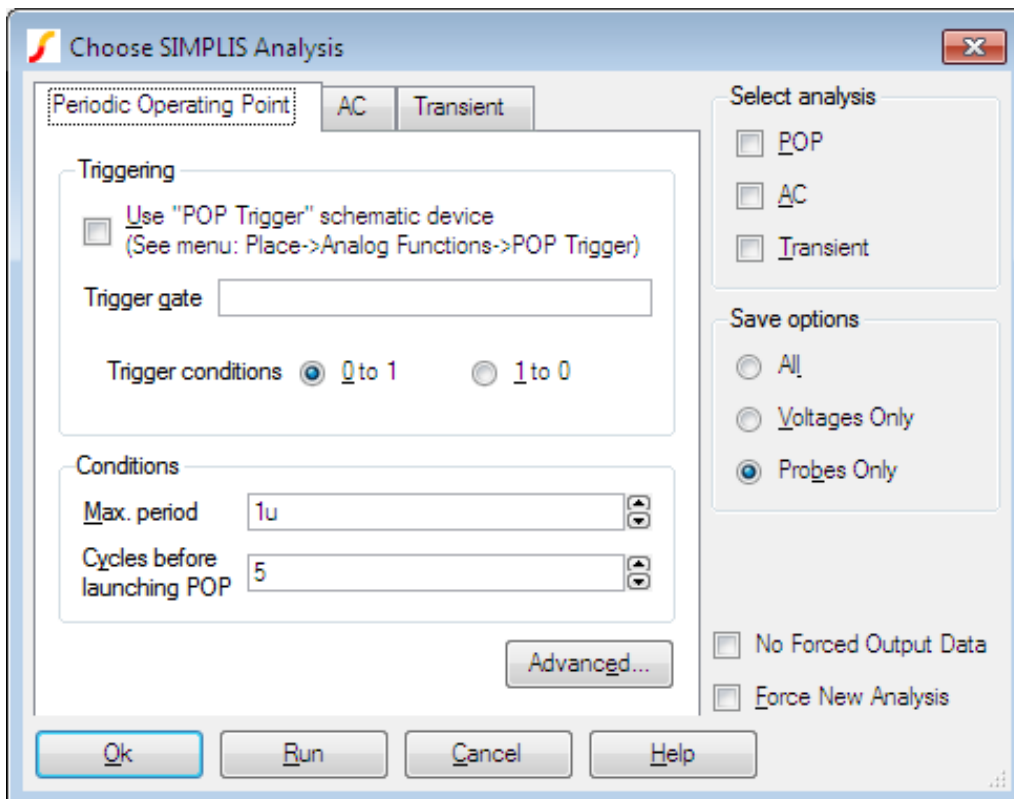 Choose SIMPLIS Analysis
Periodic Operating Point
AC
Transient
Triggering
Use "POP Trigger" schematic device
(See menu: Place->Analog Functions->POP Trigger)
Trigger gate
Trigger conditions
0 to 1
1 to 0
Conditions
Max. period
1u
Cycles before
launching POP
5
Advanced...
Select analysis
POP
AC
Transient
Save options
All
Voltages Only
Probes Only
No Forced Output Data
Force New Analysis
Ok
Run
Cancel
Help